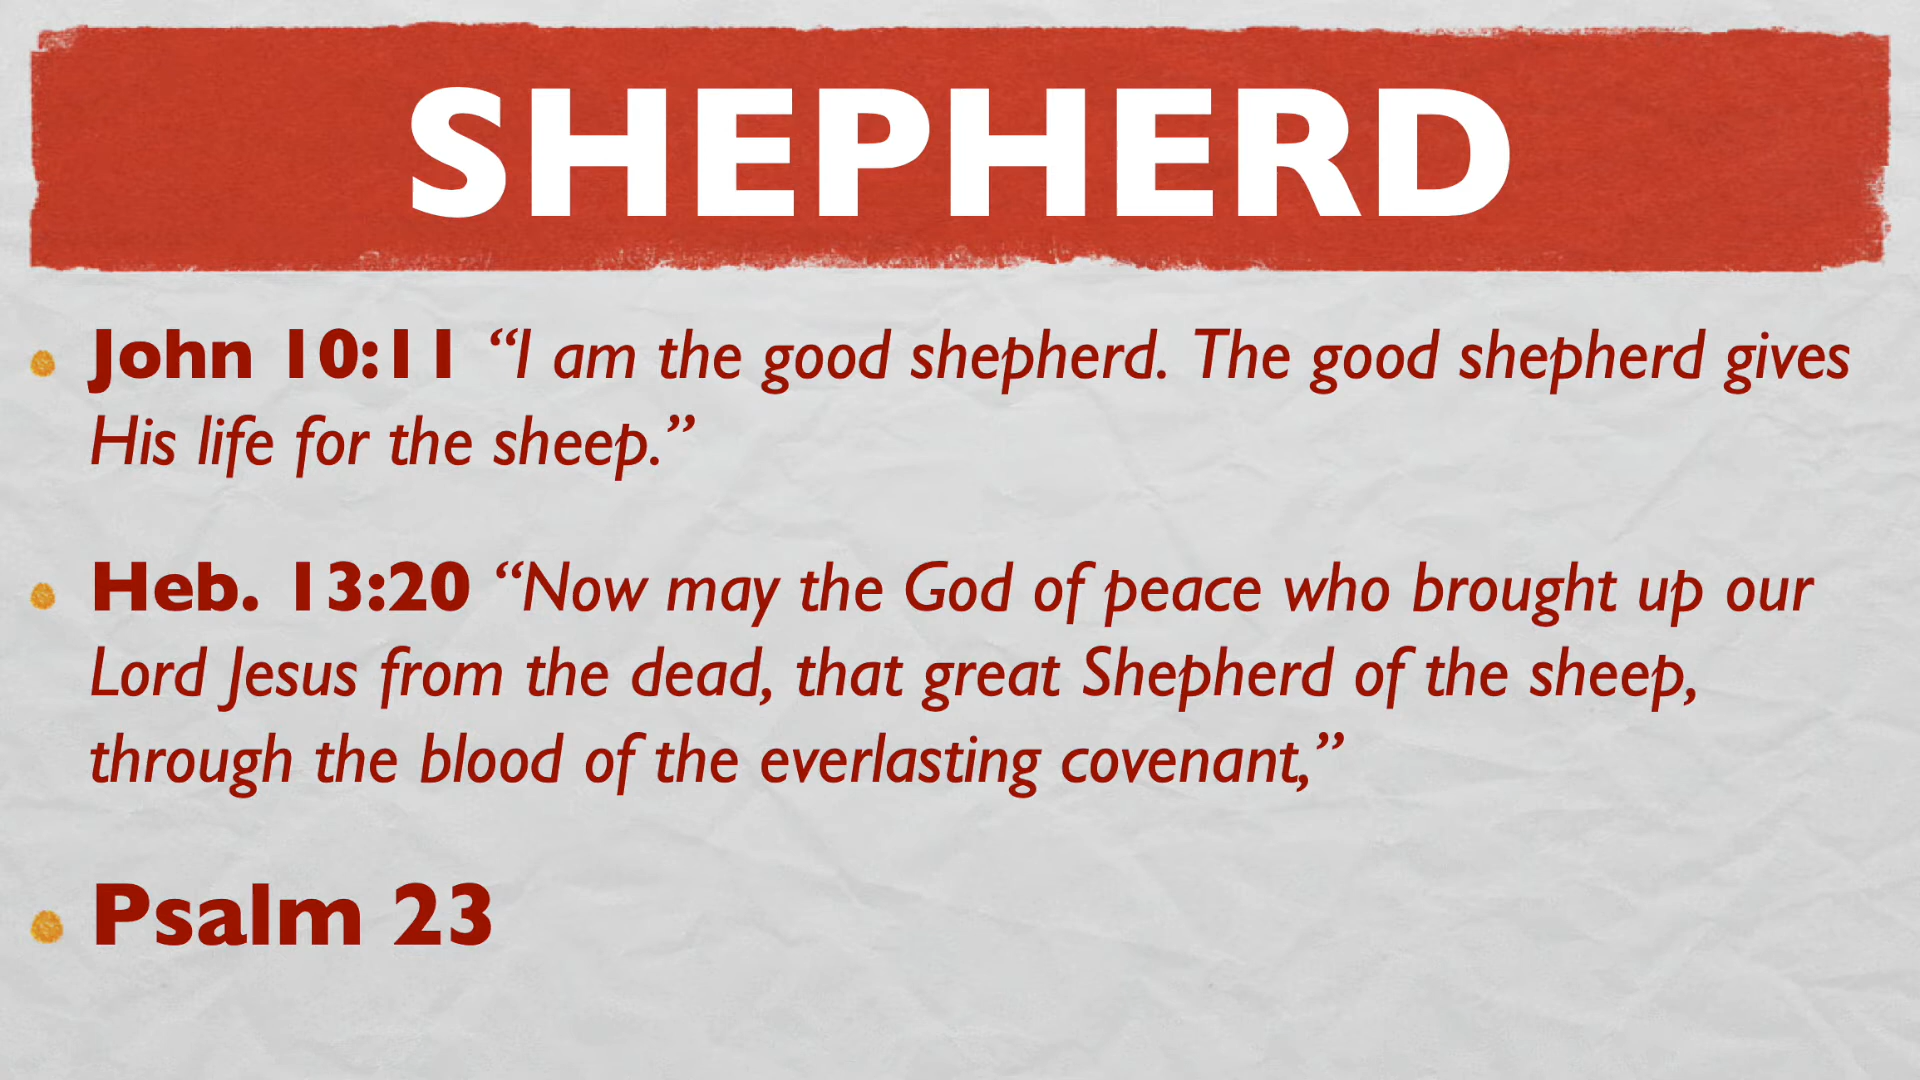 SHEPHERD
John 10:11 “I am the good shepherd. The good shepherd gives
His life for the sheep.”
Heb. 13:20 “Now may the God of peace who brought up our
Lord Jesus from the dead, that great Shepherd of the sheep,
through the blood of the everlasting covenant,”
Psalm 23